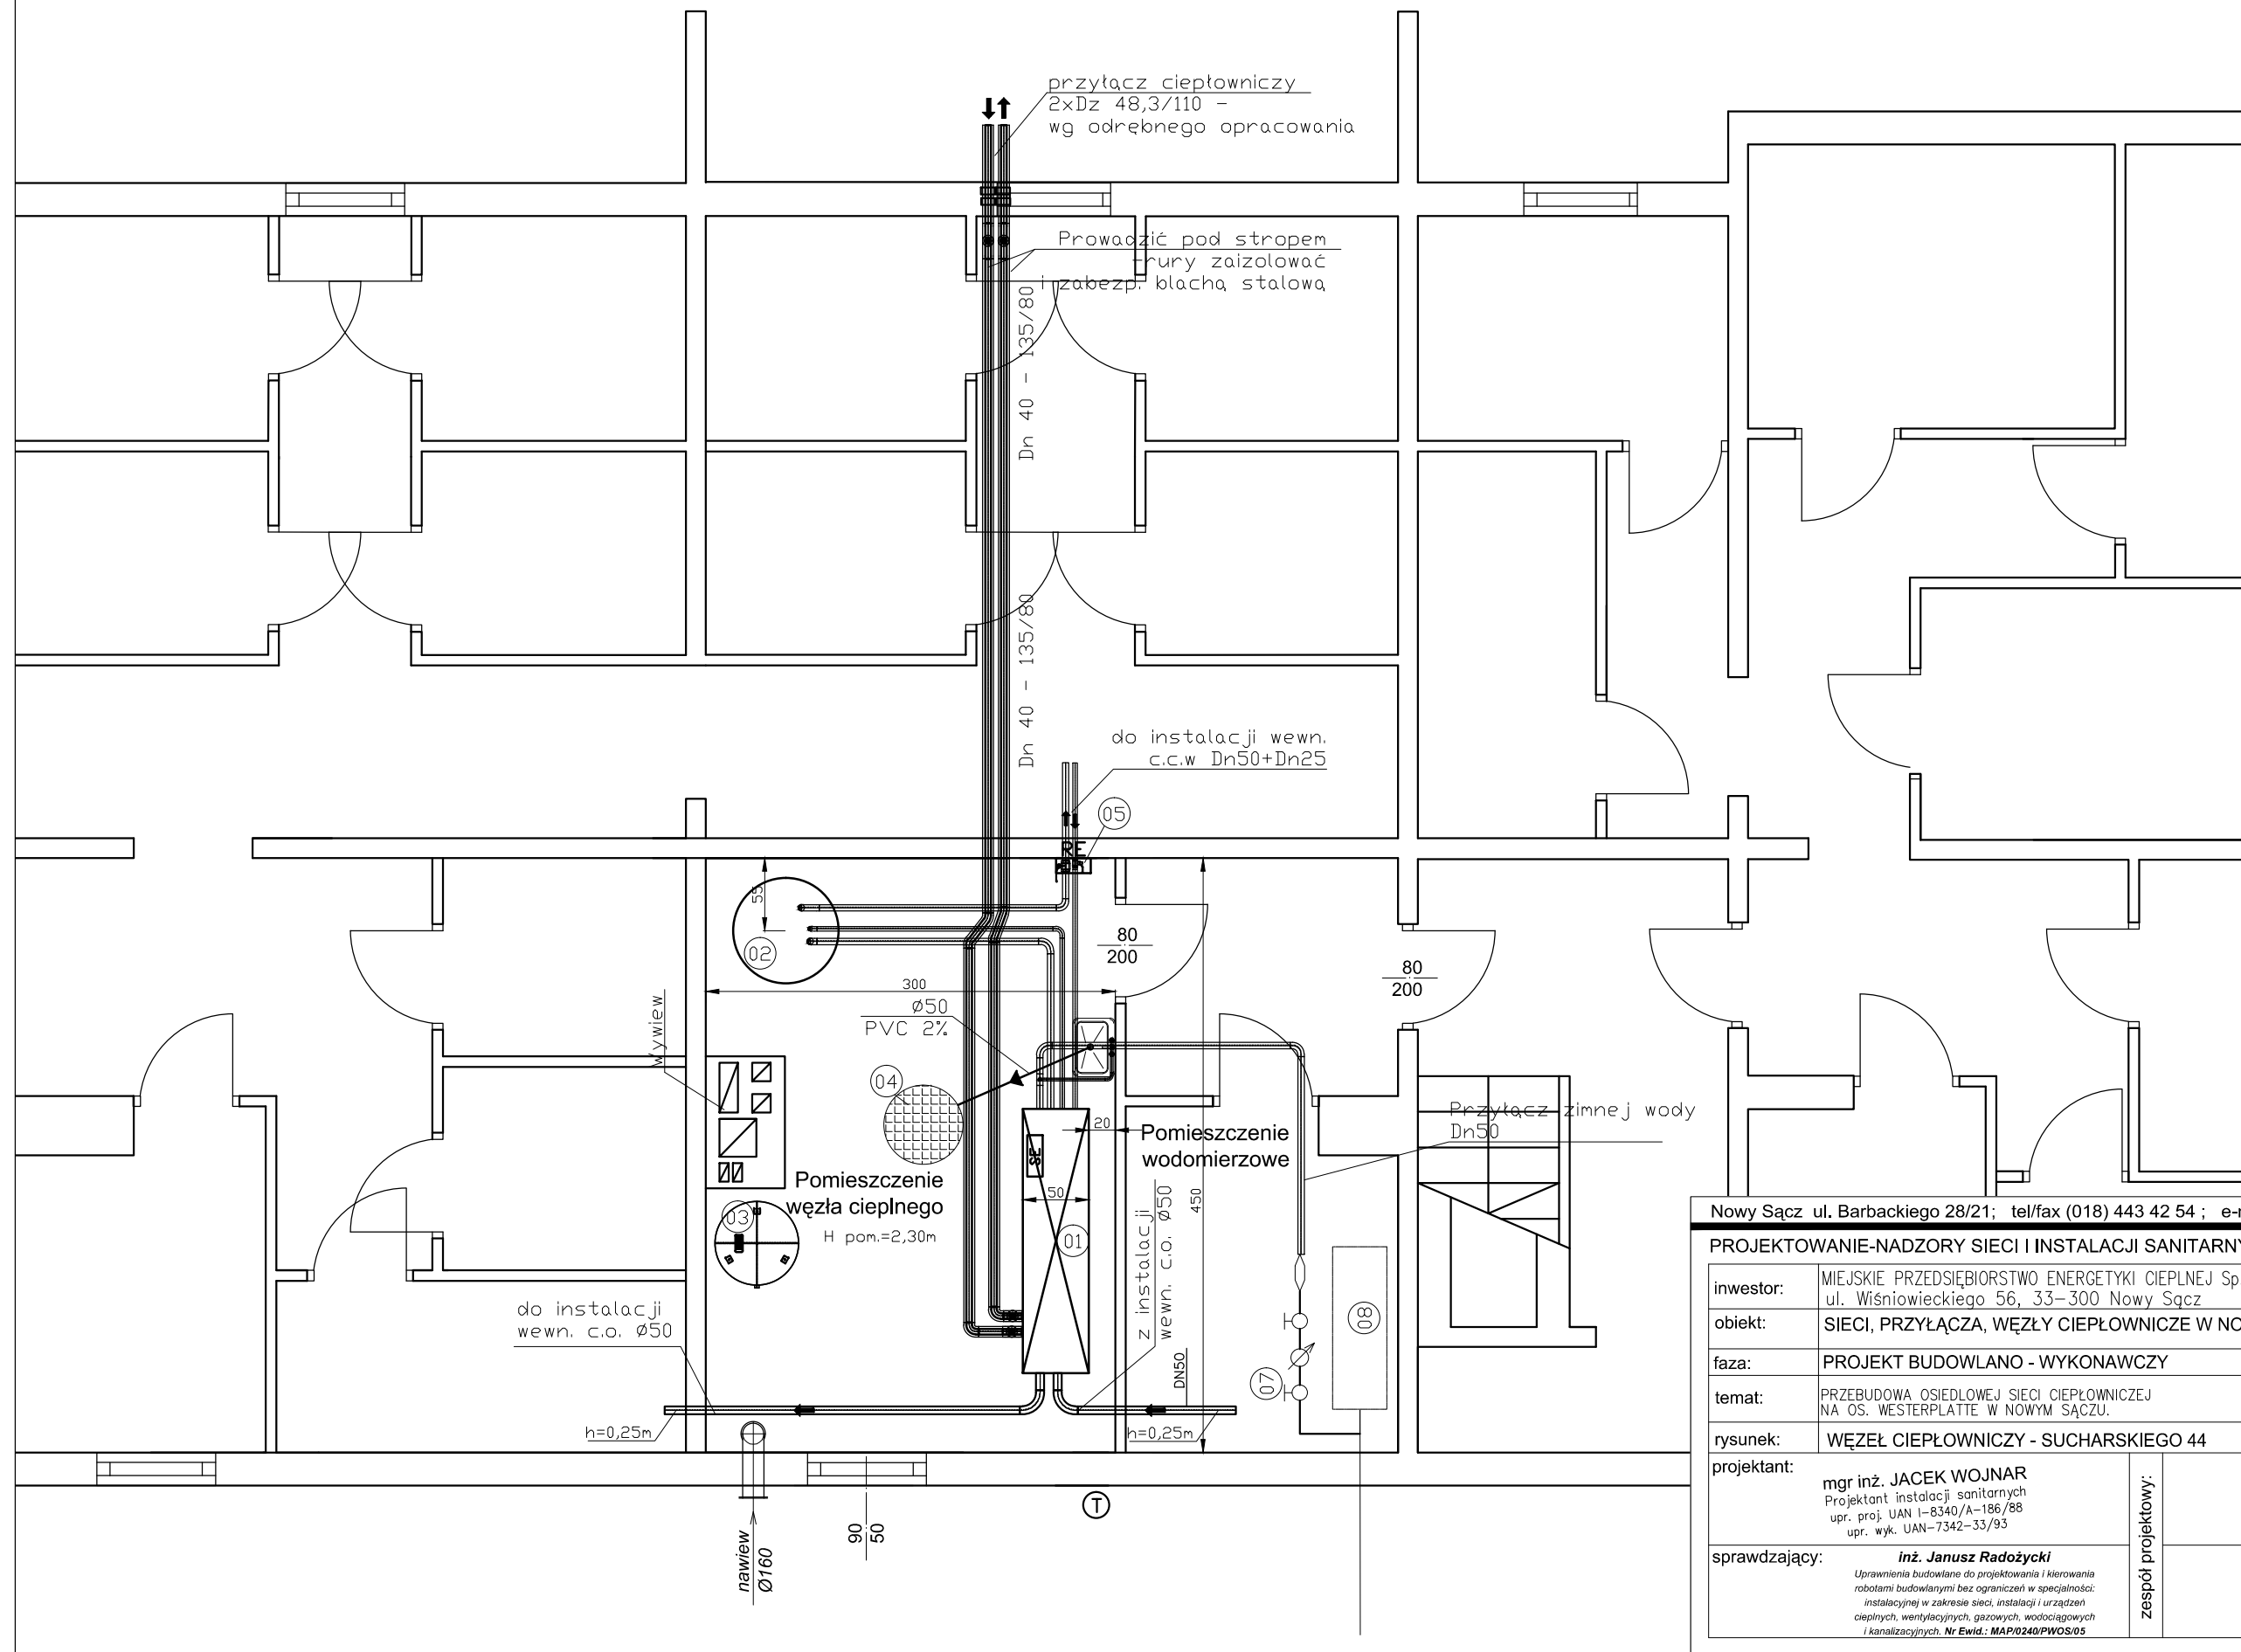 przyłącz ciepłowniczy
2xDz 48,3/110 -
wg odrębnego opracowania
Prowadzić pod stropem
-rury zaizolować
i zabezp. blachą stalową
Dn 40 - 135/80
Dn 40 - 135/80
do instalacji wewn.
c.c.w Dn50+Dn25
05
RE
55
02
80
200
80
200
300
wywiew
Ø50
PVC 2%
04
20
Pomieszczenie
wodomierzowe
Przyłącz zimnej wody
Dn50
SE
Pomieszczenie
węzła cieplnego
H pom.=2,30m
50
450
03
01
z instalacji
wewn. c.o. Ø50
do instalacji
wewn. c.o. Ø50
DN50
07
08
h=0,25m
h=0,25m
T
nawiew
Ø160
90
50
Nowy Sącz ul. Barbackiego 28/21; tel/fax (018) 443 42 54 ; e-
PROJEKTOWANIE-NADZORY SIECI I INSTALACJI SANITARNY
inwestor:
MIEJSKIE PRZEDSIĘBIORSTWO ENERGETYKI CIEPLNEJ Sp.
ul. Wiśniowieckiego 56, 33-300 Nowy Sącz
obiekt:
SIECI, PRZYŁĄCZA, WĘZŁY CIEPŁOWNICZE W NO
faza:
PROJEKT BUDOWLANO - WYKONAWCZY
temat:
PRZEBUDOWA OSIEDLOWEJ SIECI CIEPŁOWNICZEJ
NA OS. WESTERPLATTE W NOWYM SĄCZU.
rysunek:
WĘZEŁ CIEPŁOWNICZY - SUCHARSKIEGO 44
projektant:
mgr inż. JACEK WOJNAR
Projektant instalacji sanitarnych
upr. proj. UAN I-8340/A-186/88
upr. wyk. UAN-7342-33/93
zespół projektowy:
sprawdzający:
inż. Janusz Radożycki
Uprawnienia budowlane do projektowania i kierowania
robotami budowlanymi bez ograniczeń w specjalności:
instalacyjnej w zakresie sieci, instalacji i urządzeń
cieplnych, wentylacyjnych, gazowych, wodociągowych
i kanalizacyjnych. Nr Ewid.: MAP/0240/PWOS/05